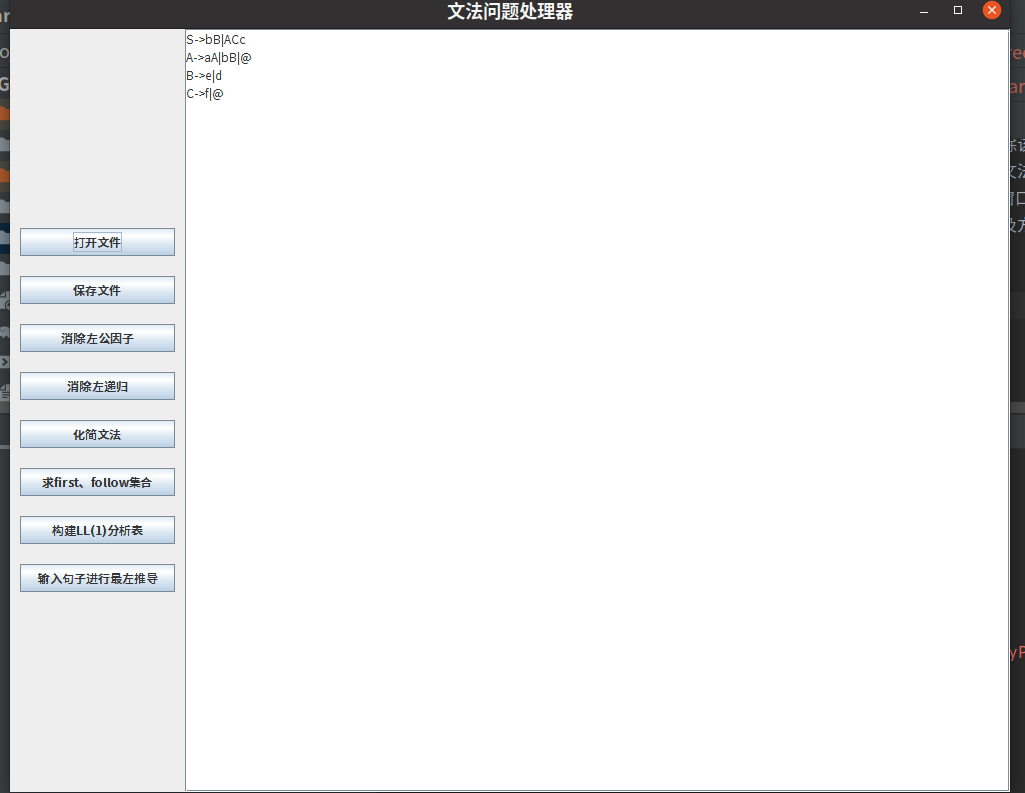 文法问题处理器
S->bB|ACc
A->aA|bB|@
B->e|d
C->f|@
打开文件
保存文件
消除左公因子
消除左递归
化简文法
求first、follow集合
构建LL(1)分析表
输入句子进行最左推导